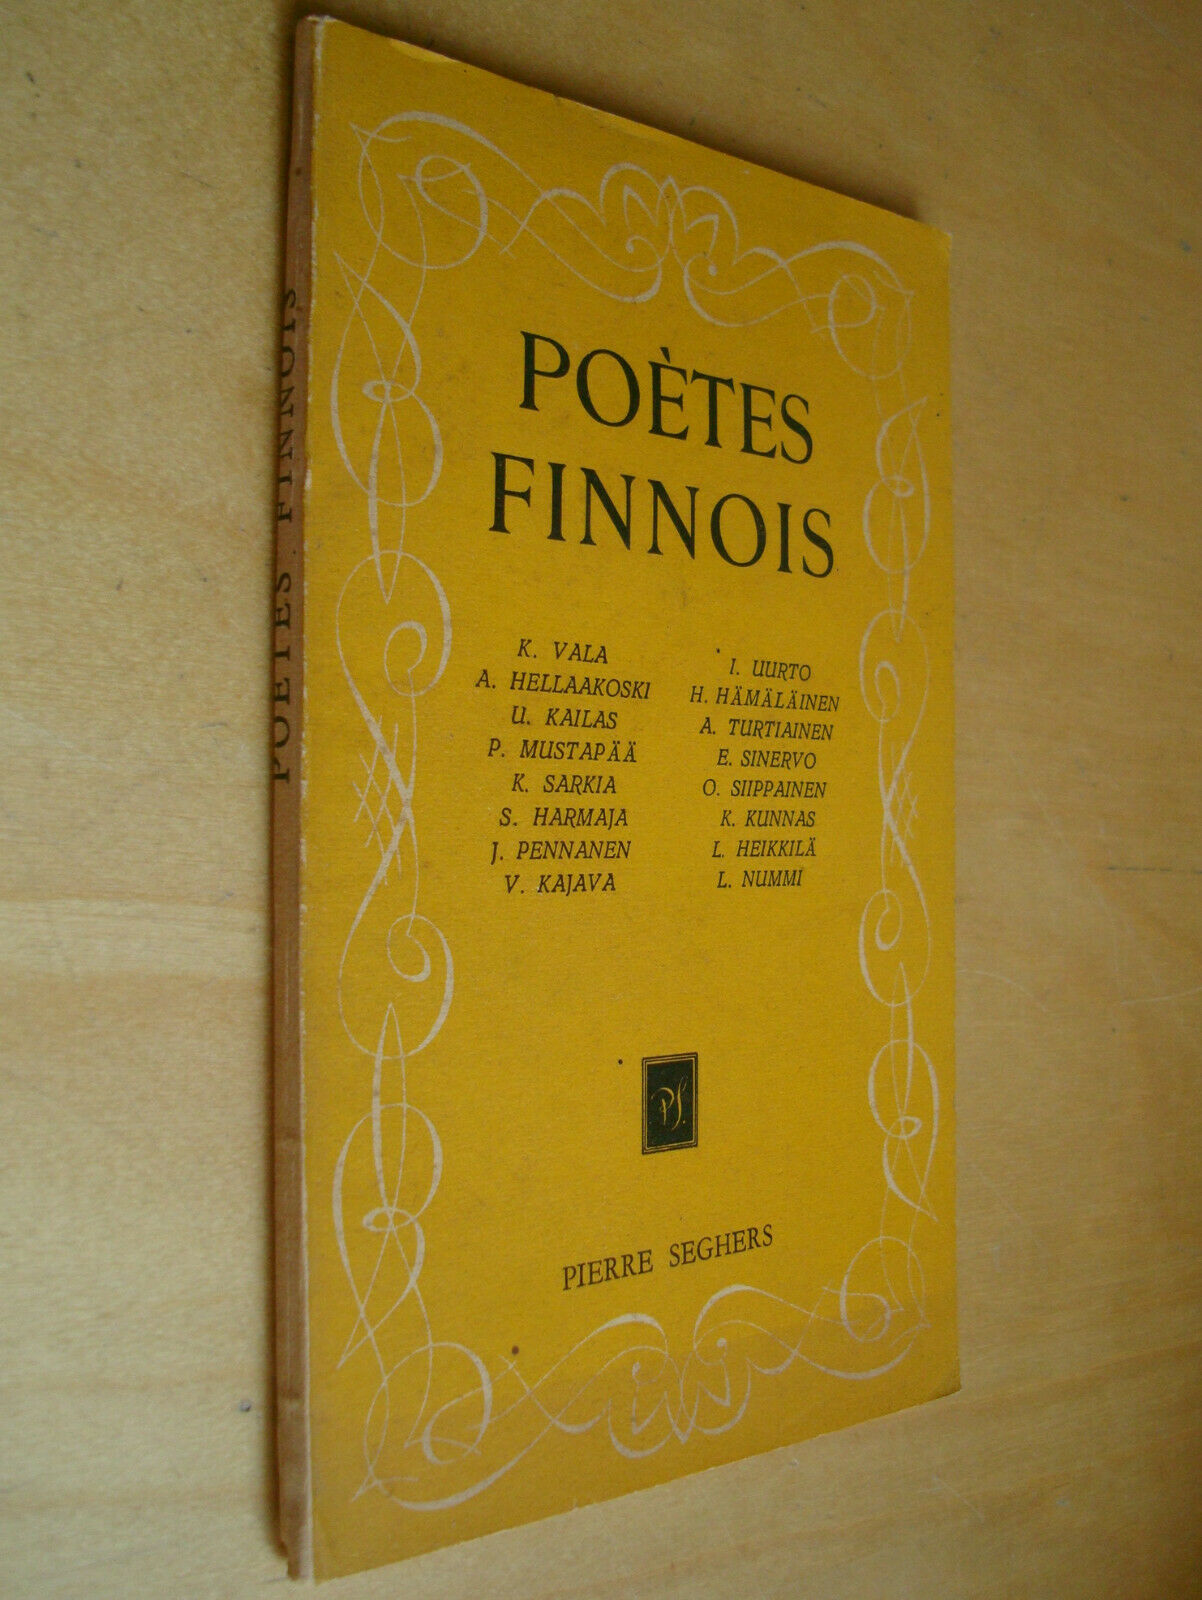 POÈTES
FINNOIS
K. VALA
A. HELLAAKOSKI
U. KAILAS
P. MUSTAPÄÄ
K. SARKIA
S. HARMAJA
J. PENNANEN
V. KAJAVA
I. UURTO
H. HÄMÄLÄINEN
A. TURTIAINEN
E. SINERVO
O. SIIPPAINEN
K. KUNNAS
L. HEIKKILÄ
L. NUMMI
PS.
PIERRE SEGHERS
POÈTES. FINNOIS